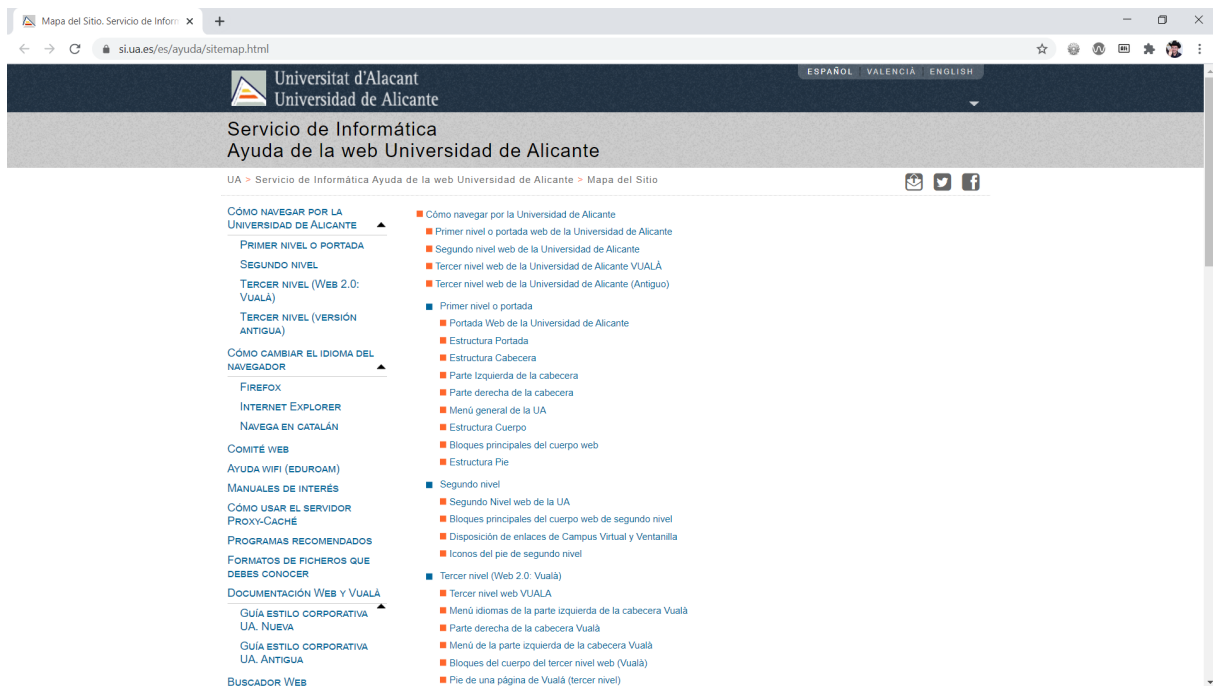 Mapa del Sitio. Servicio de Inform
si.ua.es/es/ayuda/sitemap.html
Universitat d'Alacant
Universidad de Alicante
ESPAÑOL VALENCIÀ ENGLISH
Servicio de Informática
Ayuda de la web Universidad de Alicante
UA > Servicio de Informática Ayuda de la web Universidad de Alicante > Mapa del Sitio
CÓMO NAVEGAR POR LA
UNIVERSIDAD DE ALICANTE
PRIMER NIVEL O PORTADA
SEGUNDO NIVEL
TERCER NIVEL (WEB 2.0:
VUALÀ)
TERCER NIVEL (VERSIÓN
ANTIGUA)
CÓMO CAMBIAR EL IDIOMA DEL
NAVEGADOR
FIREFOX
INTERNET EXPLORER
NAVEGA EN CATALÁN
COMITÉ WEB
AYUDA WIFI (EDUROAM)
MANUALES DE INTERÉS
CÓMO USAR EL SERVIDOR
PROXY-CACHÉ
PROGRAMAS RECOMENDADOS
FORMATOS DE FICHEROS QUE
DEBES CONOCER
DOCUMENTACIÓN WEB Y VUALÀ
GUÍA ESTILO CORPORATIVA
UA. NUEVA
GUÍA ESTILO CORPORATIVA
UA. ANTIGUA
BUSCADOR WEB
Cómo navegar por la Universidad de Alicante
Primer nivel o portada web de la Universidad de Alicante
Segundo nivel web de la Universidad de Alicante
Tercer nivel web de la Universidad de Alicante VUALÀ
Tercer nivel web de la Universidad de Alicante (Antiguo)
Primer nivel o portada
Portada Web de la Universidad de Alicante
Estructura Portada
Estructura Cabecera
Parte Izquierda de la cabecera
Parte derecha de la cabecera
Menú general de la UA
Estructura Cuerpo
Bloques principales del cuerpo web
Estructura Pie
Segundo nivel
Segundo Nivel web de la UA
Bloques principales del cuerpo web de segundo nivel
Disposición de enlaces de Campus Virtual y Ventanilla
Iconos del pie de segundo nivel
Tercer nivel (Web 2.0: Vualà)
Tercer nivel web VUALA
Menú idiomas de la parte izquierda de la cabecera Vualà
Parte derecha de la cabecera Vualà
Menú de la parte izquierda de la cabecera Vualà
Bloques del cuerpo del tercer nivel web (Vualà)
Pie de una página de Vualá (tercer nivel)